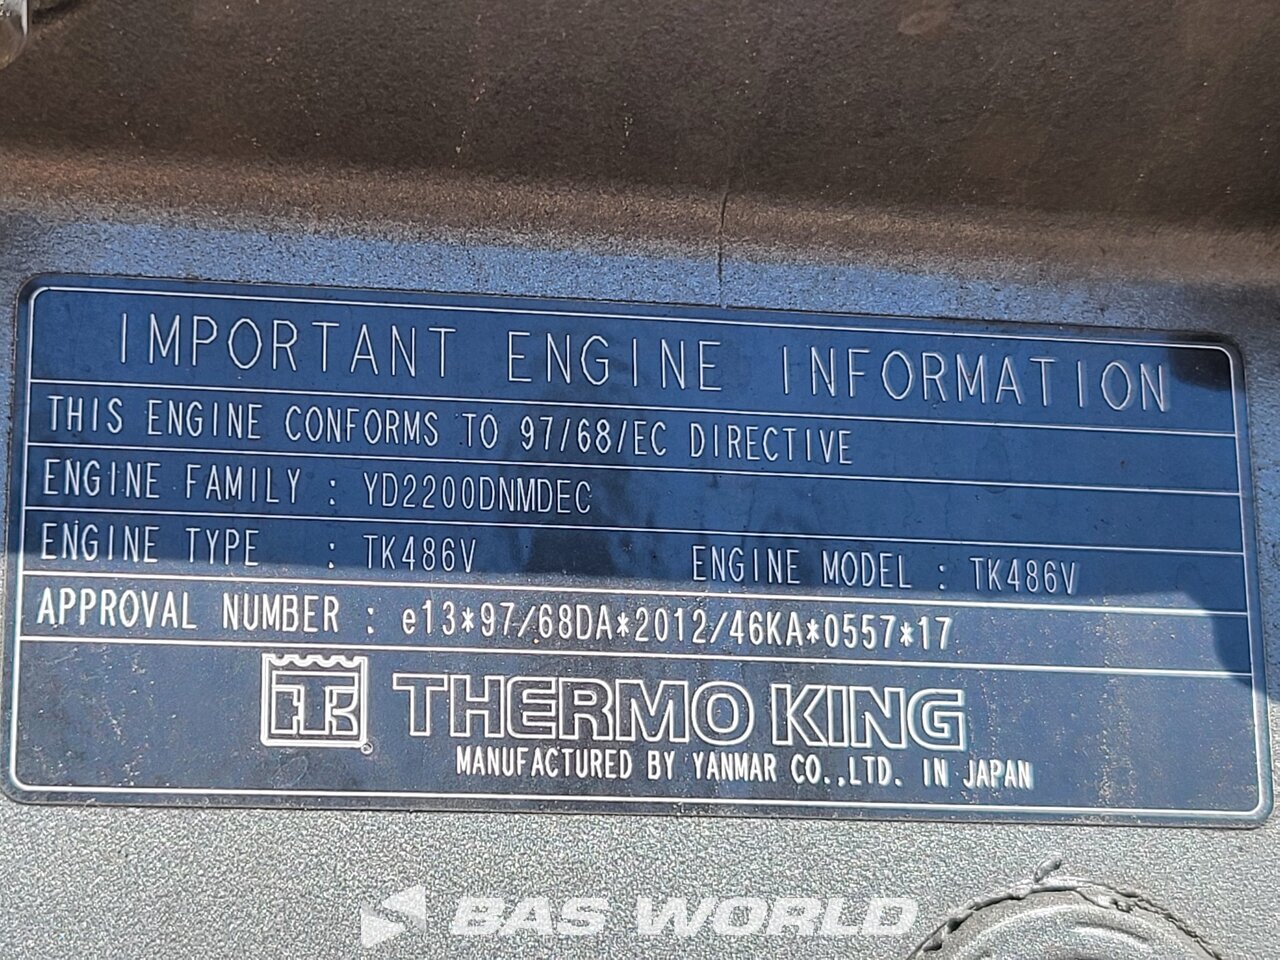 IMPORTANT ENGINE INFORMATION
THIS ENGINE CONFORMS TO 97/68/EC DIRECTIVE
ENGINE FAMILY : YD2200DNMDEC
ENGINE TYPE : TK486V ENGINE MODEL : TK486V
APPROVAL NUMBER : e13*97/68DA*2012/46KA*0557*17
TK THERMO KING
MANUFACTURED BY YANMAR CO.,LTD. IN JAPAN
BAS WORLD